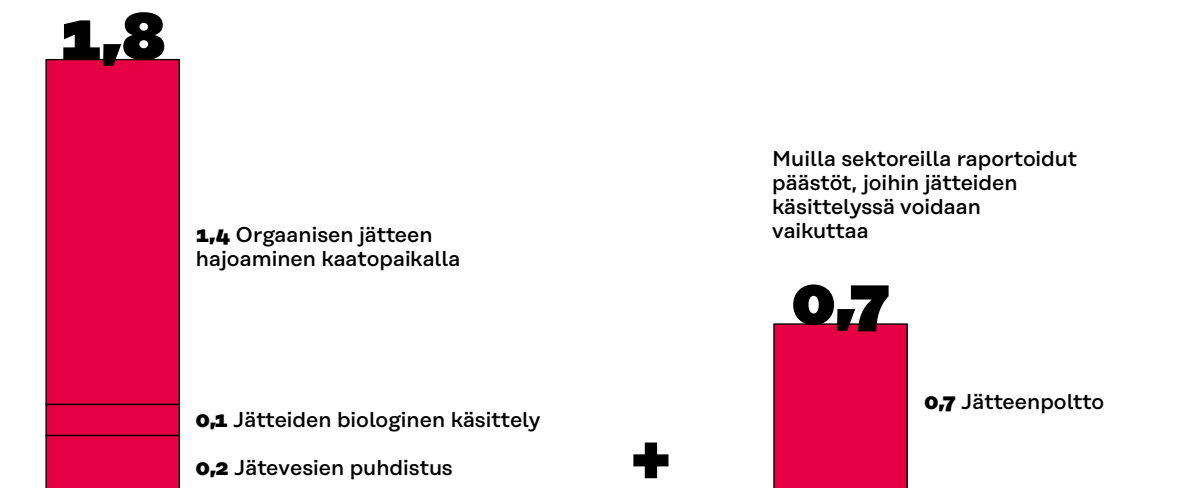 1,8
1,4 Orgaanisen jätteen
hajoaminen kaatopaikalla
0,1 Jätteiden biologinen käsittely
0,2 Jätevesien puhdistus
+
Muilla sektoreilla raportoidut
päästöt, joihin jätteiden
käsittelyssä voidaan
vaikuttaa
0,7
0,7 Jätteenpoltto